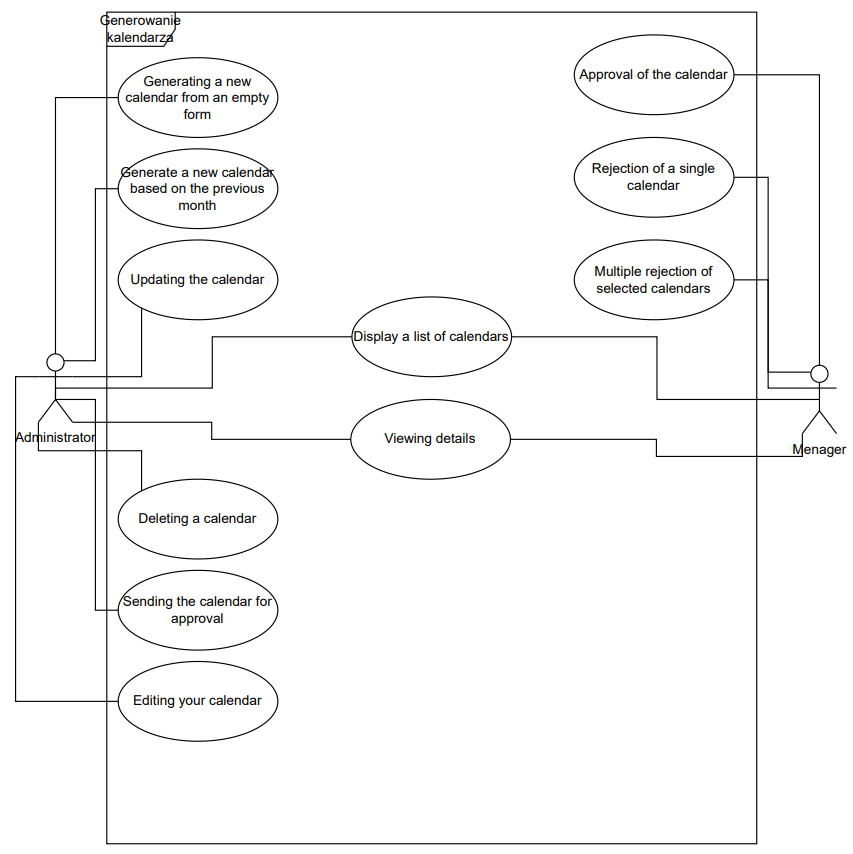 Generowanie
kalendarza
Generating a new
calendar from an empty
form
Generate a new calendar
based on the previous
month
Updating the calendar
Approval of the calendar
Rejection of a single
calendar
Multiple rejection of
selected calendars
Display a list of calendars
Viewing details
Administrator
Menager
Deleting a calendar
Sending the calendar for
approval
Editing your calendar